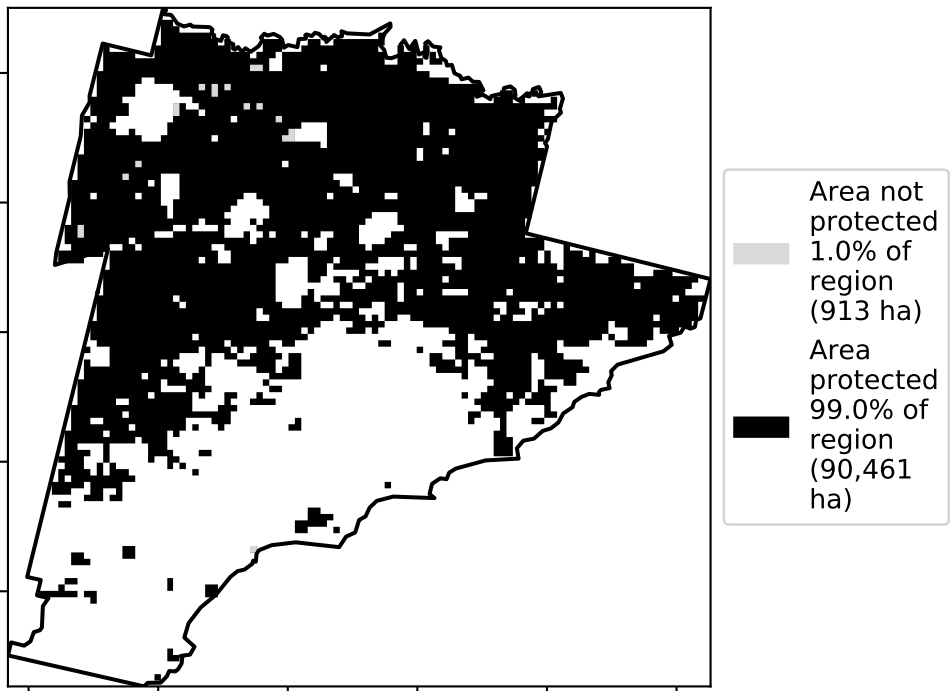 Area not
protected
1.0% of
region
(913 ha)
Area
protected
99.0% of
region
(90,461
ha)